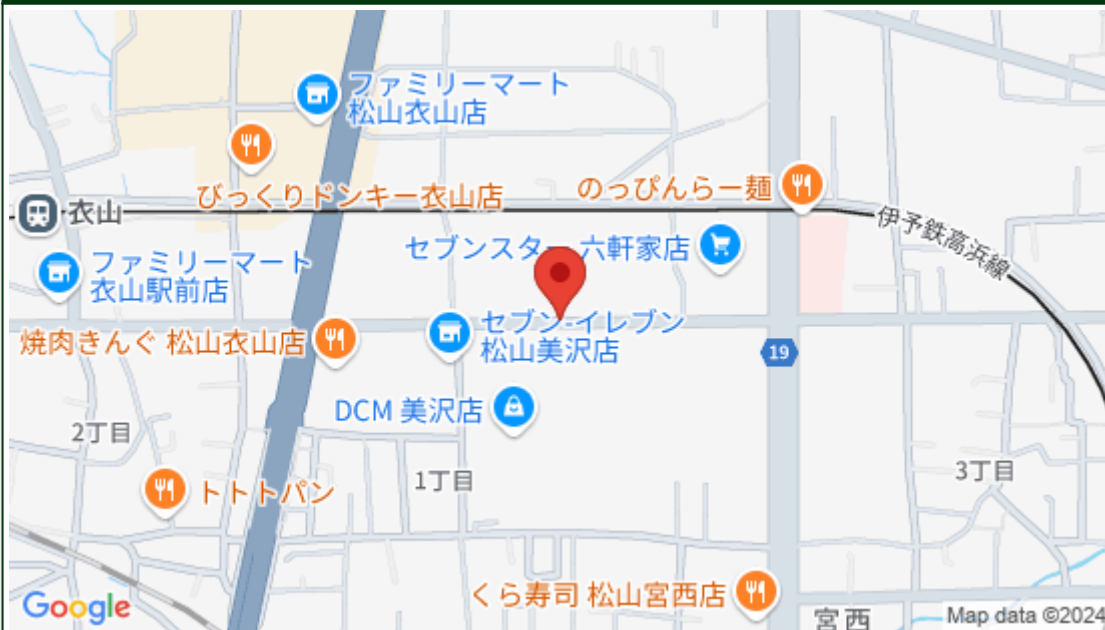 ファミリーマート
松山衣山店
びっくりドンキー衣山店
のっぴんらー麺
衣山
伊予鉄高浜線
セブンスター 六軒家店
ファミリーマート
衣山駅前店
セブン-イレブン
松山美沢店
焼肉きんぐ 松山衣山店
19
DCM 美沢店
2丁目
1丁目
3丁目
トトトパン
くら寿司 松山宮西店
宮西
Google
Map data ©2024